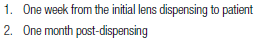 1. One week from the initial lens dispensing to patient
2. One month post-dispensing